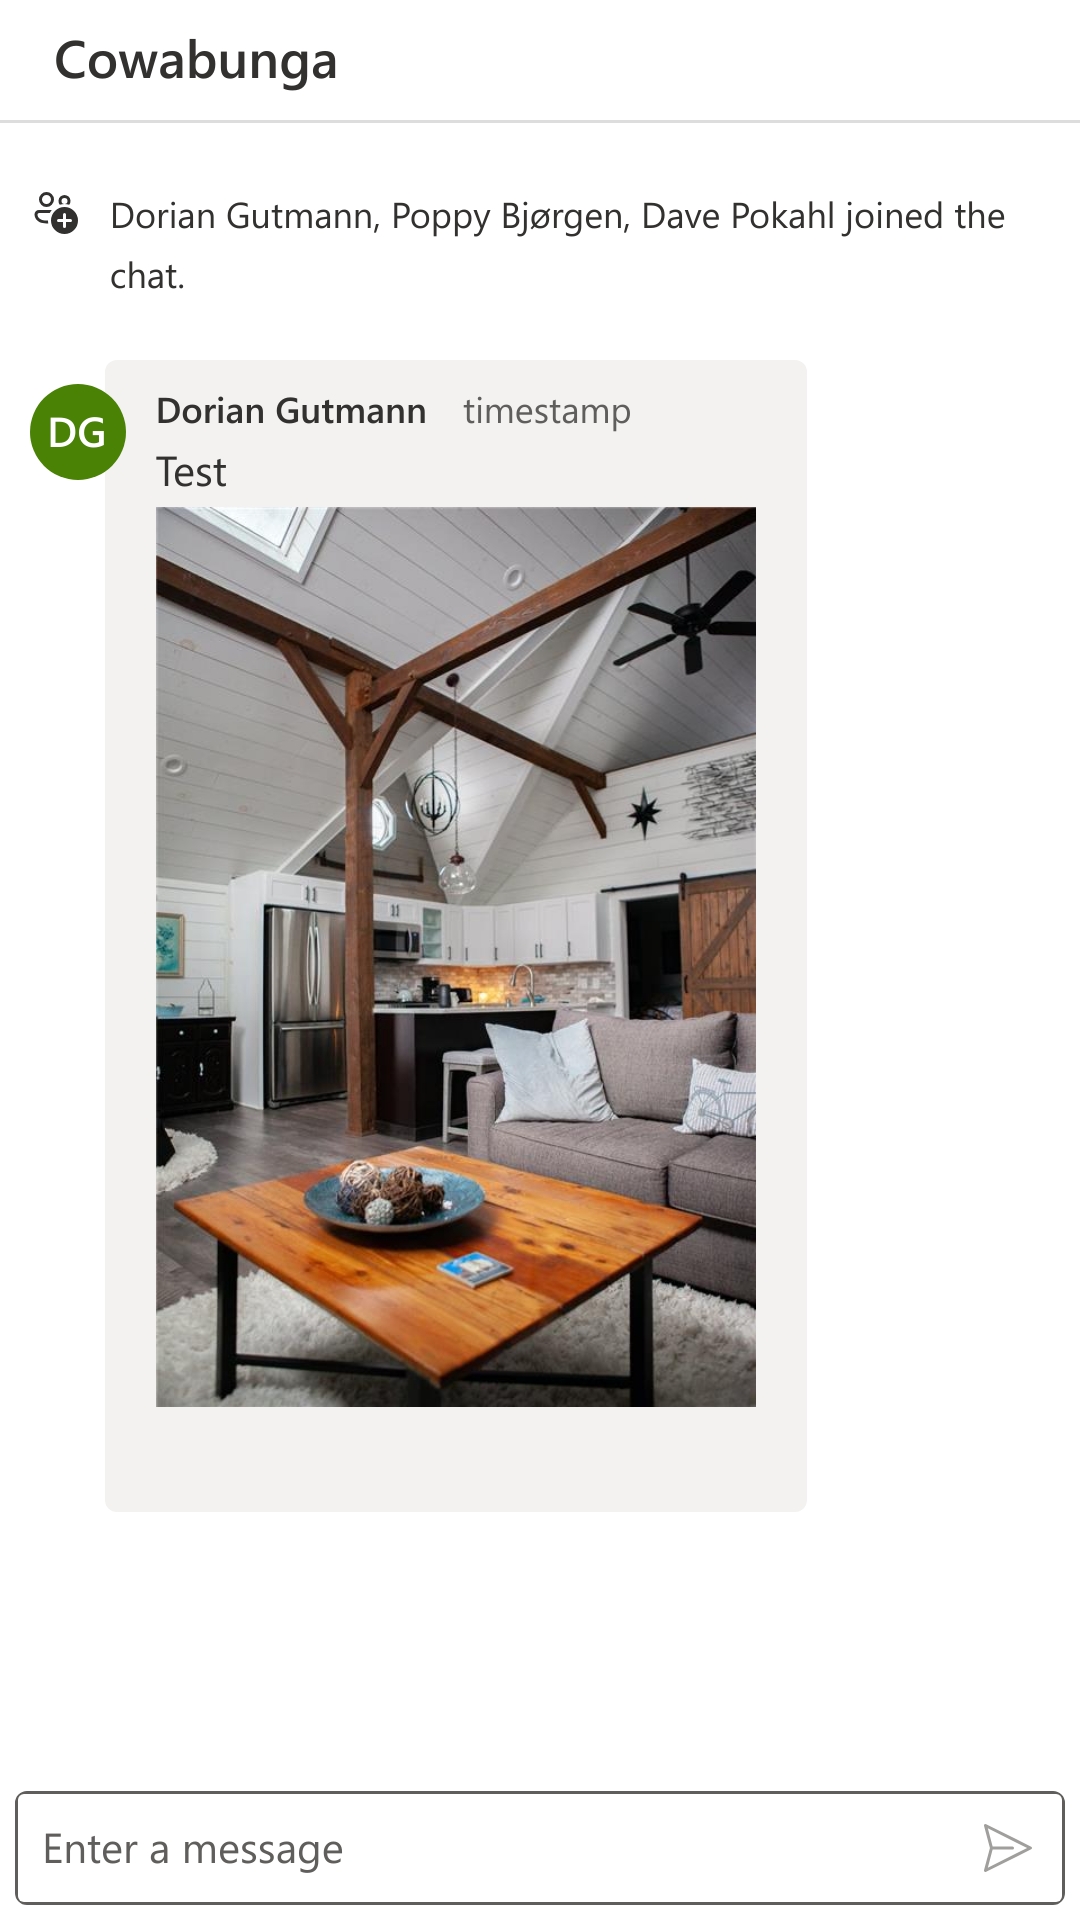 Cowabunga
Dorian Gutmann, Poppy Bjørgen, Dave Pokahl joined the
chat.
DG
Dorian Gutmann timestamp
Test
Enter a message